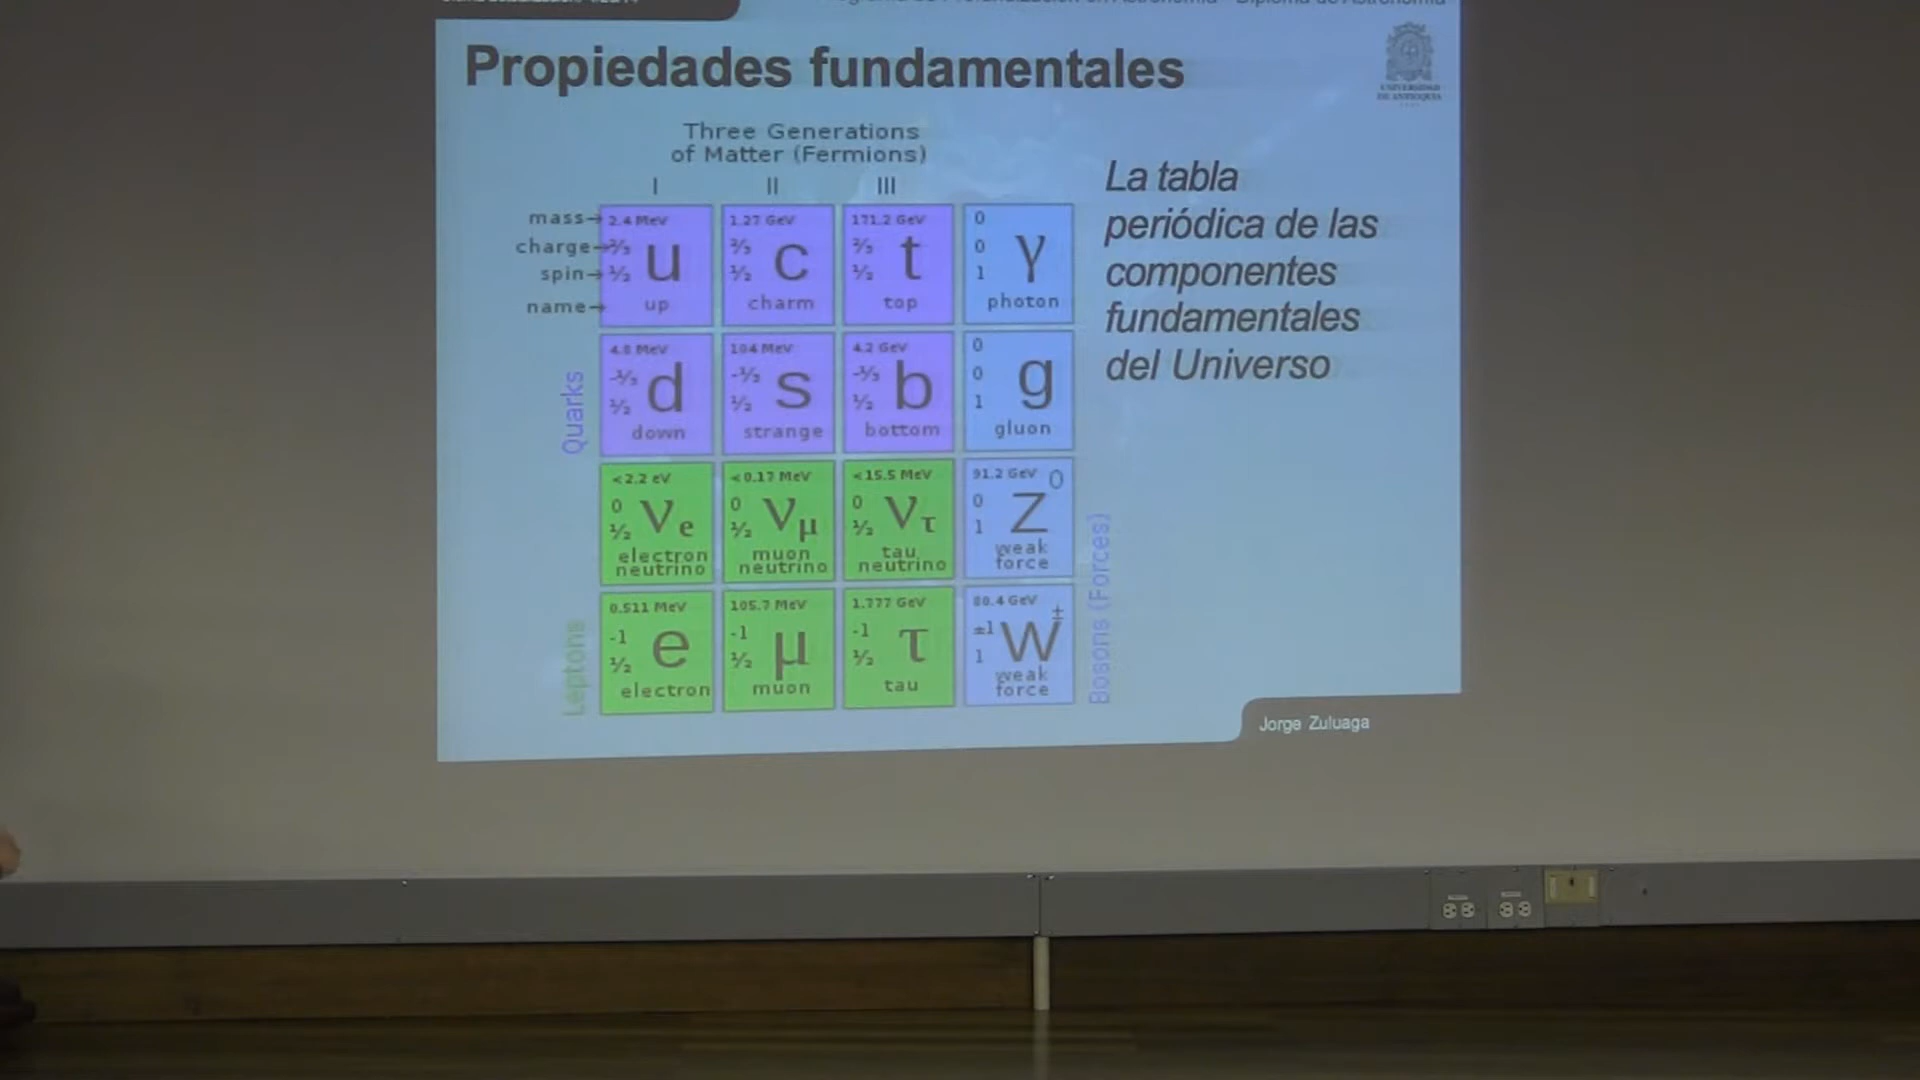 Propiedades fundamentales
UNIVERSIDAD
DE ANTIOQUIA
Three Generations
of Matter (Fermions)
I II III
mass→ 2.4 MeV 1.27 GeV 171.2 GeV 0
charge→ ⅔ ⅔ ⅔ 0
u c t γ
spin→ ½ ½ ½ 1
name→ up charm top photon
Quarks
4.8 MeV 104 MeV 4.2 GeV 0
-⅓ -⅓ -⅓ 0
d s b g
½ ½ ½ 1
down strange bottom gluon
<2.2 eV <0.17 MeV <15.5 MeV 91.2 GeV
0 0 0 0
νe νμ ντ Z0
½ ½ ½ 1
electron neutrino muon neutrino tau neutrino weak force
Leptons
0.511 MeV 105.7 MeV 1.777 GeV 80.4 GeV
-1 -1 -1 ±1
e μ τ W±
½ ½ ½ 1
electron muon tau weak force
Bosons (Forces)
La tabla
periódica de las
componentes
fundamentales
del Universo
Jorge Zuluaga